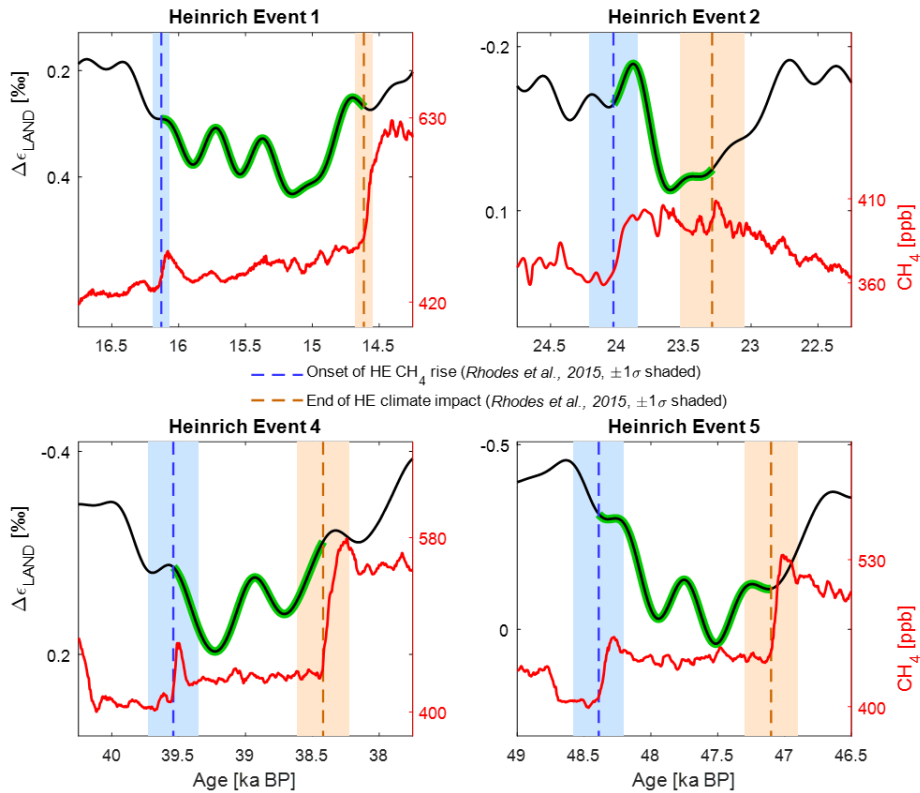 Heinrich Event 1
Heinrich Event 2
0.2
0.4
Δ ϵ_LAND [‰]
630
420
16.5 16 15.5 15 14.5
-0.2
0.1
410
360
CH₄ [ppb]
24.5 24 23.5 23 22.5
Onset of HE CH₄ rise (Rhodes et al., 2015, ±1σ shaded)
End of HE climate impact (Rhodes et al., 2015, ±1σ shaded)
Heinrich Event 4
Heinrich Event 5
-0.4
0.2
Δ ϵ_LAND [‰]
580
400
40 39.5 39 38.5 38
Age [ka BP]
-0.5
0
530
400
CH₄ [ppb]
49 48.5 48 47.5 47 46.5
Age [ka BP]